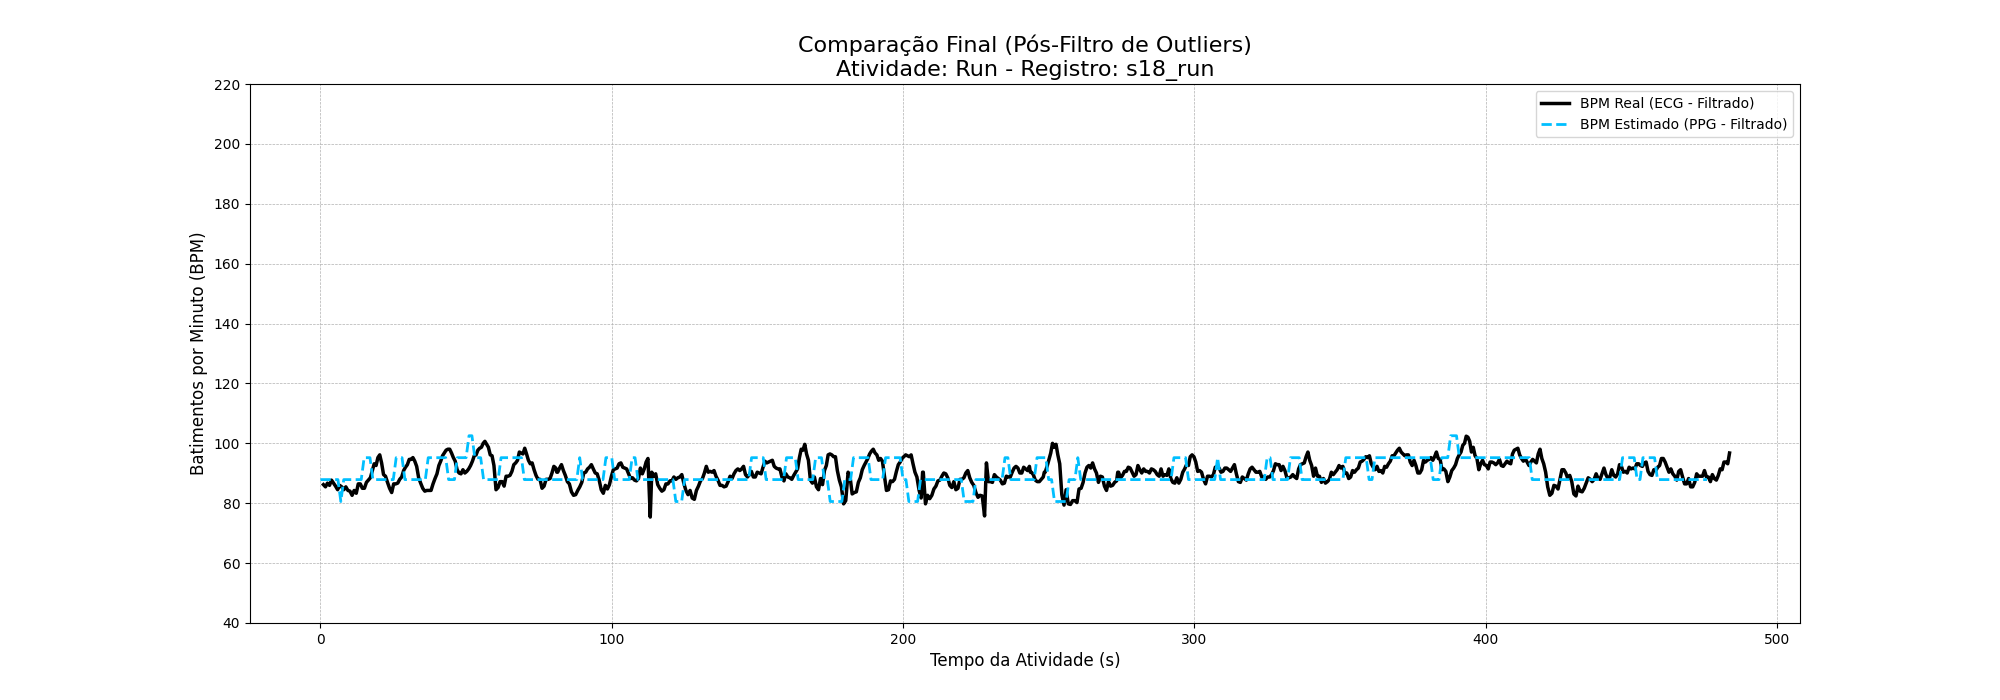 Comparação Final (Pós-Filtro de Outliers)
Atividade: Run - Registro: s18_run
BPM Real (ECG - Filtrado)
BPM Estimado (PPG - Filtrado)
Batimentos por Minuto (BPM)
220
200
180
160
140
120
100
80
60
40
0 100 200 300 400 500
Tempo da Atividade (s)